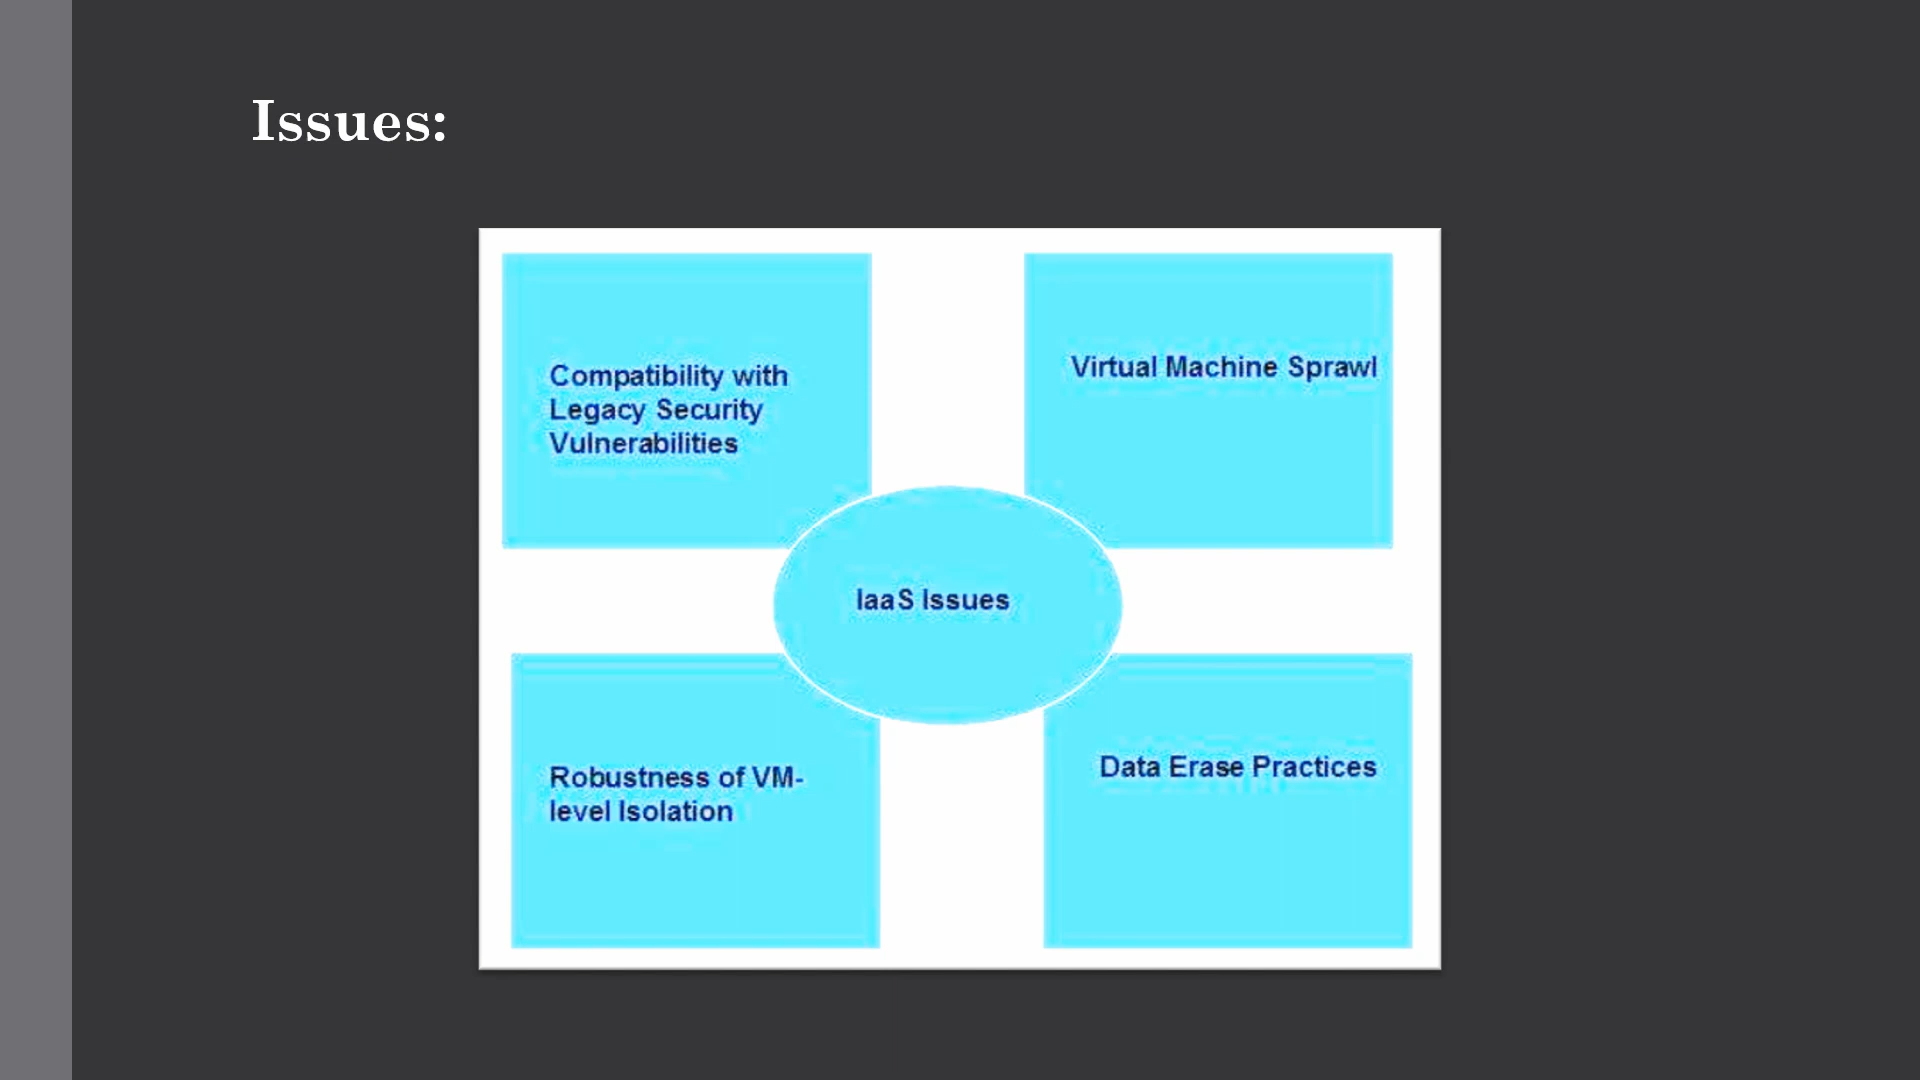 Issues:
Compatibility with
Legacy Security
Vulnerabilities
Virtual Machine Sprawl
IaaS Issues
Robustness of VM-
level Isolation
Data Erase Practices